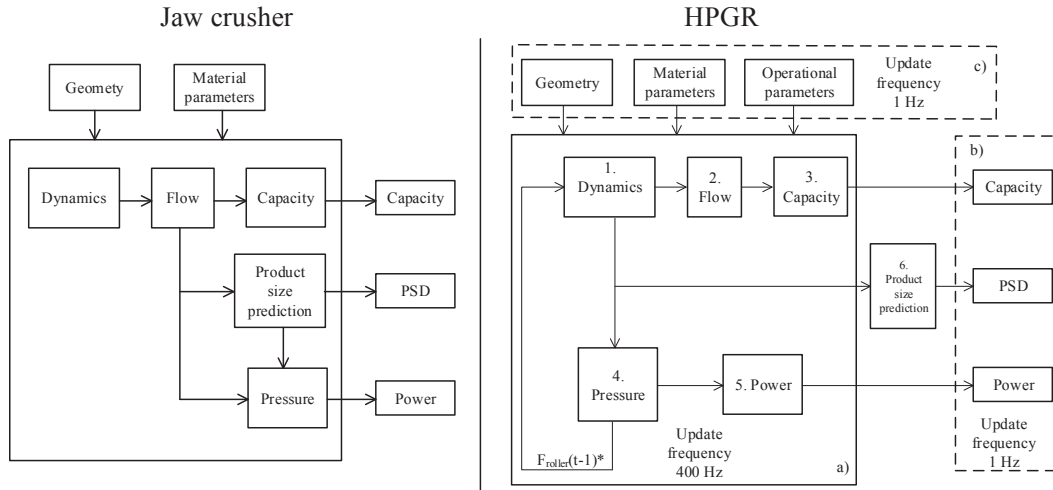 Jaw crusher
Geomety
Material
parameters
Dynamics
Flow
Capacity
Capacity
Product
size
prediction
PSD
Pressure
Power
HPGR
c)
Geometry
Material
parameters
Operational
parameters
Update
frequency
1 Hz
1.
Dynamics
2.
Flow
3.
Capacity
b)
Capacity
6.
Product
size
prediction
PSD
4.
Pressure
5. Power
Power
F_roller(t-1)*
Update
frequency
400 Hz
a)
Update
frequency
1 Hz